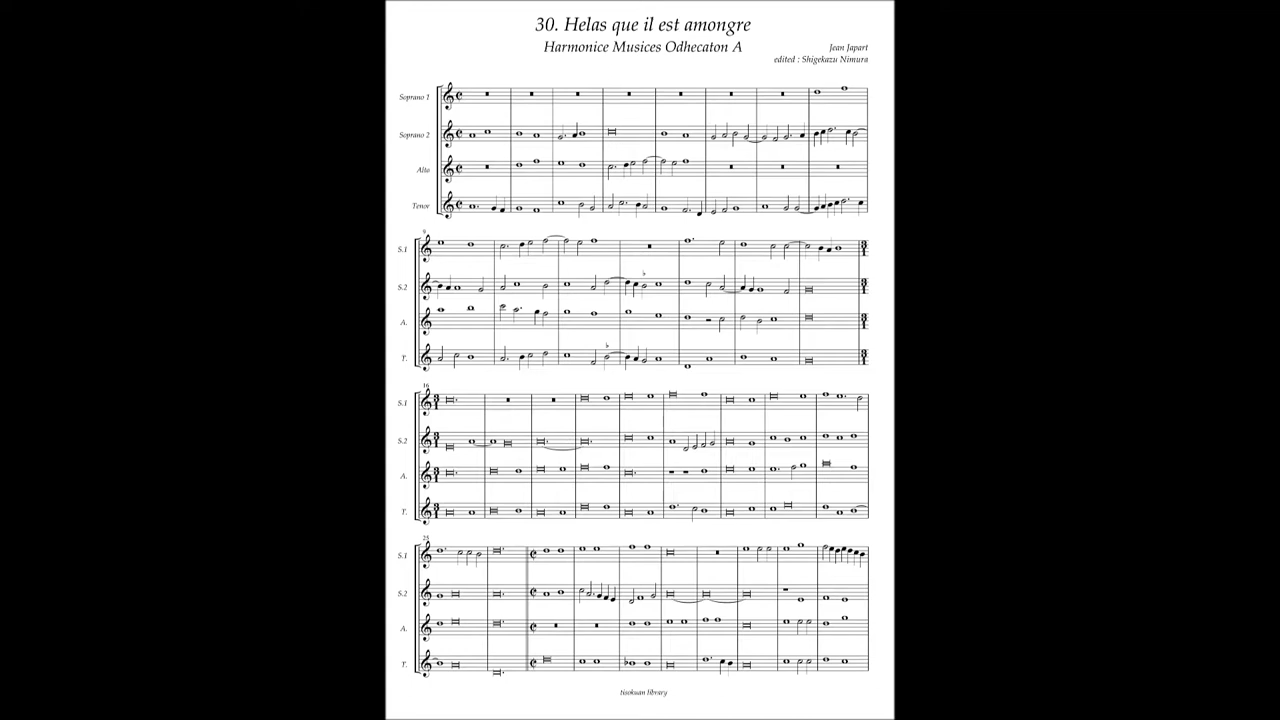 30. Helas que il est amongre
Harmonice Musices Odhecaton A
Jean Japart
edited : Shigekazu Nimura
Soprano 1
Soprano 2
Alto
Tenor
9
S.1
S.2
A.
T.
16
S.1
S.2
A.
T.
25
S.1
S.2
A.
T.
tisokuan library